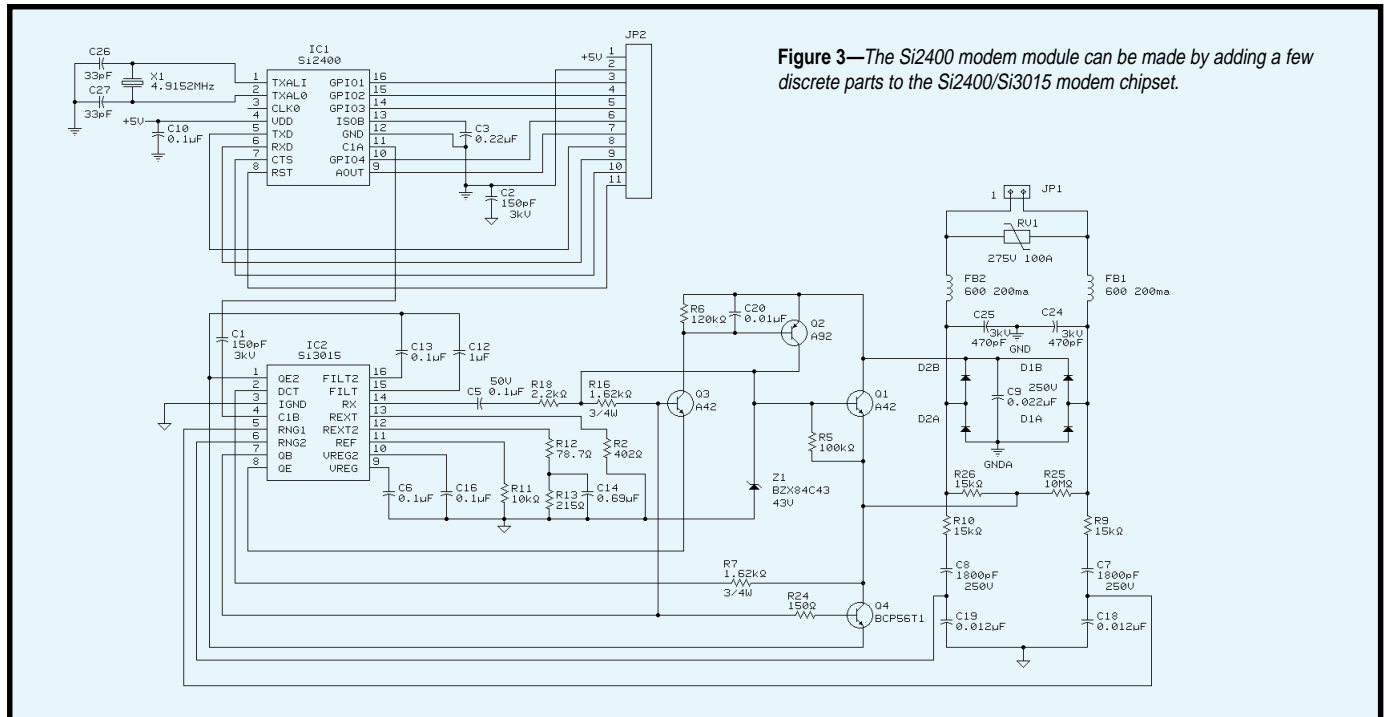 Figure 3—The Si2400 modem module can be made by adding a few
discrete parts to the Si2400/Si3015 modem chipset.
C26
33pF
X1
4.9152MHz
C27
33pF
+5V
C10
0.1µF
IC1
Si2400
1 TXALI GPIO1 16
2 TXAL0 GPIO2 15
3 CLK0 GPIO3 14
4 VDD ISOB 13
5 TXD GND 12
6 RXD C1A 11
7 CTS GPIO4 10
8 RST AOUT 9
C3
0.22µF
C2
150pF
3kV
JP2
+5V
1
2
3
4
5
6
7
8
9
10
11
C1
150pF
3kV
IC2
Si3015
1 QE2 FILT2 16
2 DCT FILT 15
3 IGND RX 14
4 C1B REXT 13
5 RNG1 REXT2 12
6 RNG2 REF 11
7 QB VREG2 10
8 QE VREG 9
C13
0.1µF
C12
1µF
50V
C5 0.1µF
R18
2.2kΩ
R16
1.62kΩ
3/4W
R12
78.7Ω
R2
402Ω
C6
0.1µF
C16
0.1µF
R11
10kΩ
R13
215Ω
C14
0.69µF
R6
120kΩ
C20
0.01µF
Q2
A92
Q3
A42
Q1
A42
R5
100kΩ
Z1
BZX84C43
43V
R7
1.62kΩ
3/4W
R24
150Ω
Q4
BCP56T1
1
JP1
RV1
275V 100A
FB2
600 200ma
FB1
600 200ma
C25
3kV
470pF
C24
3kV
470pF
GND
D2B
D1B
C9 250V
0.022µF
D2A
D1A
GNDA
R26
15kΩ
R25
10MΩ
R10
15kΩ
R9
15kΩ
C8
1800pF
250V
C7
1800pF
250V
C19
0.012µF
C18
0.012µF